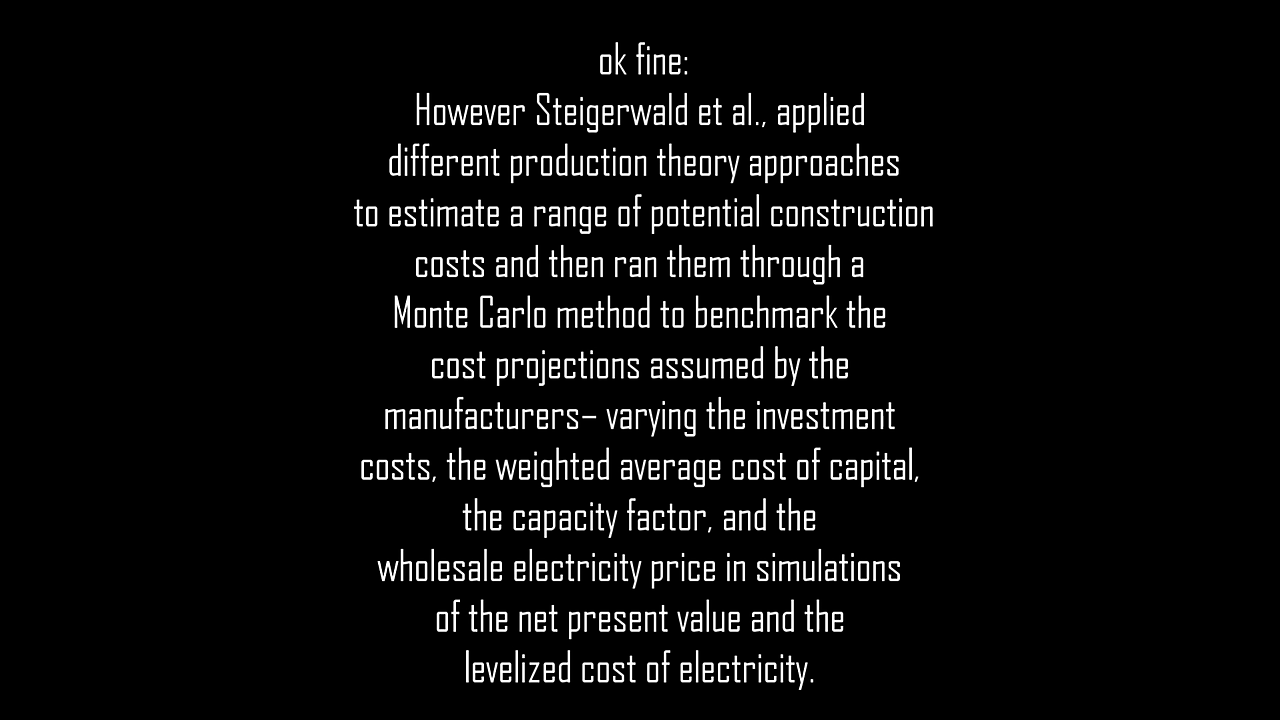 ok fine:
However Steigerwald et al., applied
different production theory approaches
to estimate a range of potential construction
costs and then ran them through a
Monte Carlo method to benchmark the
cost projections assumed by the
manufacturers– varying the investment
costs, the weighted average cost of capital,
the capacity factor, and the
wholesale electricity price in simulations
of the net present value and the
levelized cost of electricity.